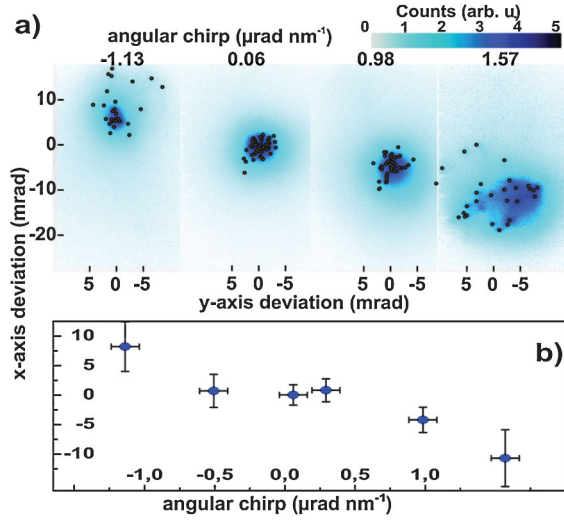 a)
Counts (arb. u.)
0 1 2 3 4 5
angular chirp (µrad nm⁻¹)
-1.13 0.06 0.98 1.57
10
0
-10
-20
x-axis deviation (mrad)
5 0 -5 5 0 -5 5 0 -5 5 0 -5
y-axis deviation (mrad)
b)
10
5
0
-5
-10
-1,0 -0,5 0,0 0,5 1,0
angular chirp (µrad nm⁻¹)